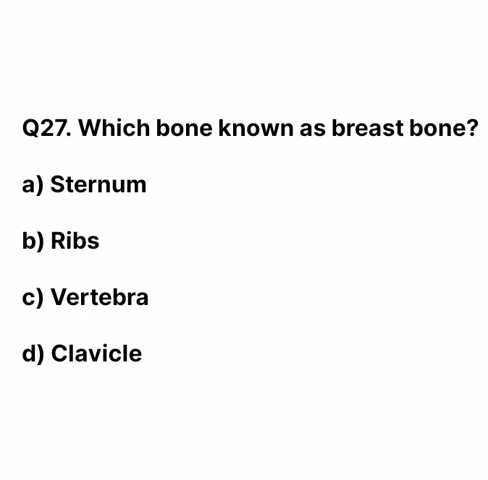 Q27. Which bone known as breast bone?
a) Sternum
b) Ribs
c) Vertebra
d) Clavicle